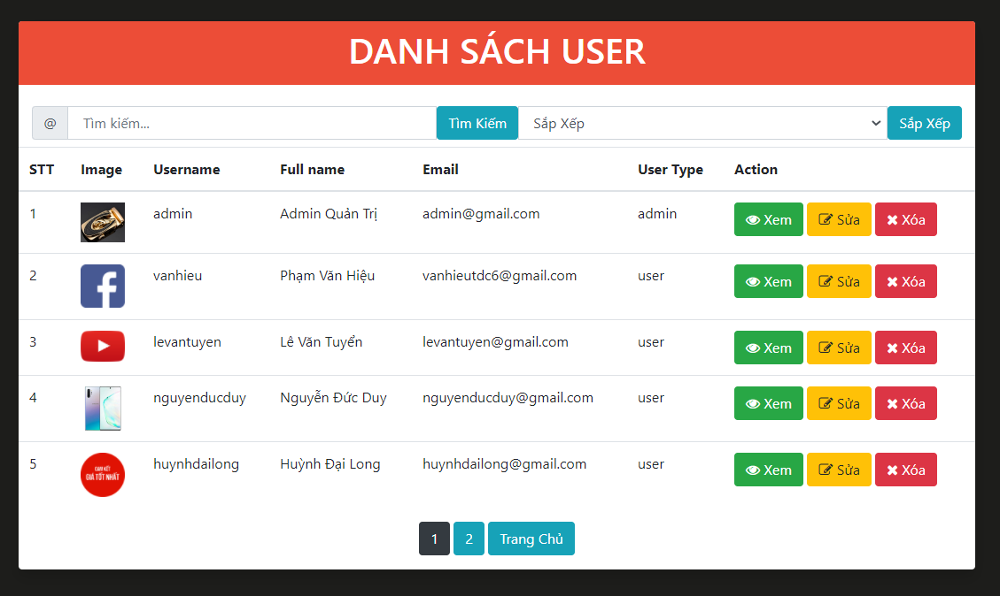 DANH SÁCH USER
@ Tìm kiếm... Tìm Kiếm Sắp Xếp Sắp Xếp
STT Image Username Full name Email User Type Action
1 admin Admin Quản Trị admin@gmail.com admin Xem Sửa Xóa
2 vanhieu Phạm Văn Hiệu vanhieutdc6@gmail.com user Xem Sửa Xóa
3 levantuyen Lê Văn Tuyển levantuyen@gmail.com user Xem Sửa Xóa
4 nguyenducduy Nguyễn Đức Duy nguyenducduy@gmail.com user Xem Sửa Xóa
5 huynhdailong Huỳnh Đại Long huynhdailong@gmail.com user Xem Sửa Xóa
CAM KẾT
GIÁ TỐT NHẤT
1 2 Trang Chủ